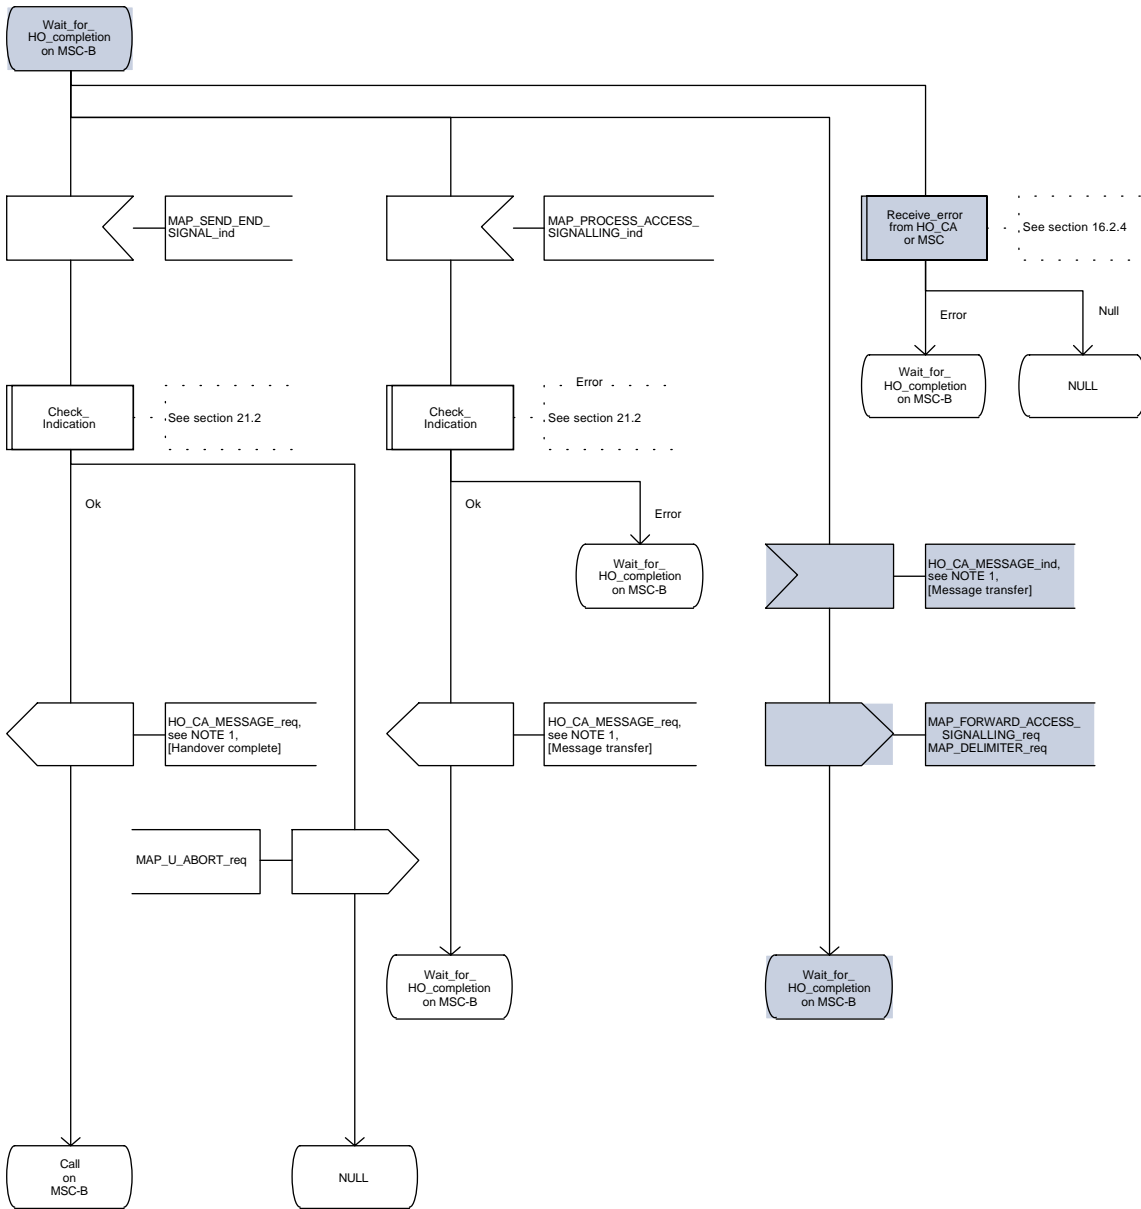 Wait_for_
HO_completion
on MSC-B
MAP_SEND_END_
SIGNAL_ind
MAP_PROCESS_ACCESS_
SIGNALLING_ind
Receive_error
from HO_CA
or MSC
See section 16.2.4
Error
Null
Wait_for_
HO_completion
on MSC-B
NULL
Check_
Indication
See section 21.2
Error
Check_
Indication
See section 21.2
Ok
Ok
Error
Wait_for_
HO_completion
on MSC-B
HO_CA_MESSAGE_ind,
see NOTE 1,
[Message transfer]
HO_CA_MESSAGE_req,
see NOTE 1,
[Handover complete]
HO_CA_MESSAGE_req,
see NOTE 1,
[Message transfer]
MAP_FORWARD_ACCESS_
SIGNALLING_req
MAP_DELIMITER_req
MAP_U_ABORT_req
Wait_for_
HO_completion
on MSC-B
Wait_for_
HO_completion
on MSC-B
Call
on
MSC-B
NULL